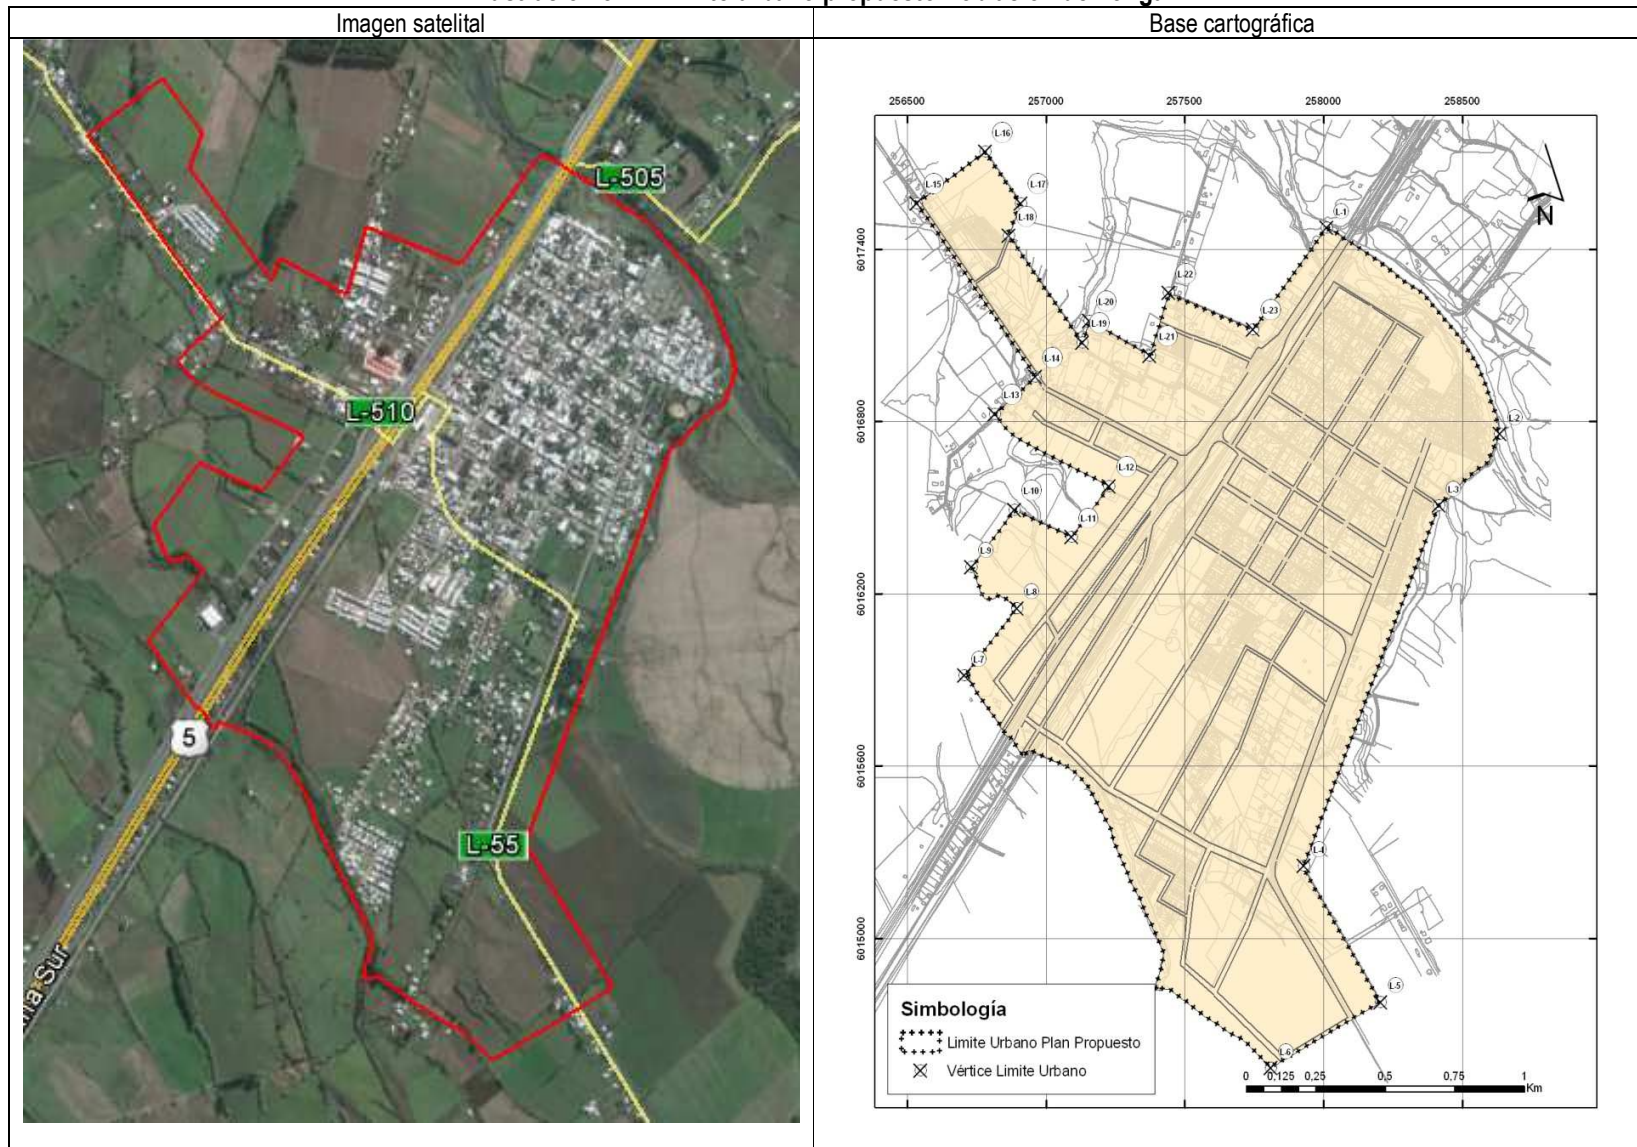 Imagen satelital
Base cartográfica
L-505
L-510
5
L-55
Sur
256500
257000
257500
258000
258500
6017400
6016800
6016200
6015600
6015000
N
L-16
L-15
L-17
L-18
L-1
L-22
L-20
L-23
L-19
L-21
L-14
L-13
L-2
L-12
L-3
L-10
L-11
L-9
L-8
L-7
L-4
L-5
L-6
Simbología
Limite Urbano Plan Propuesto
Vértice Limite Urbano
0 0,125 0,25 0,5 0,75 1
Km